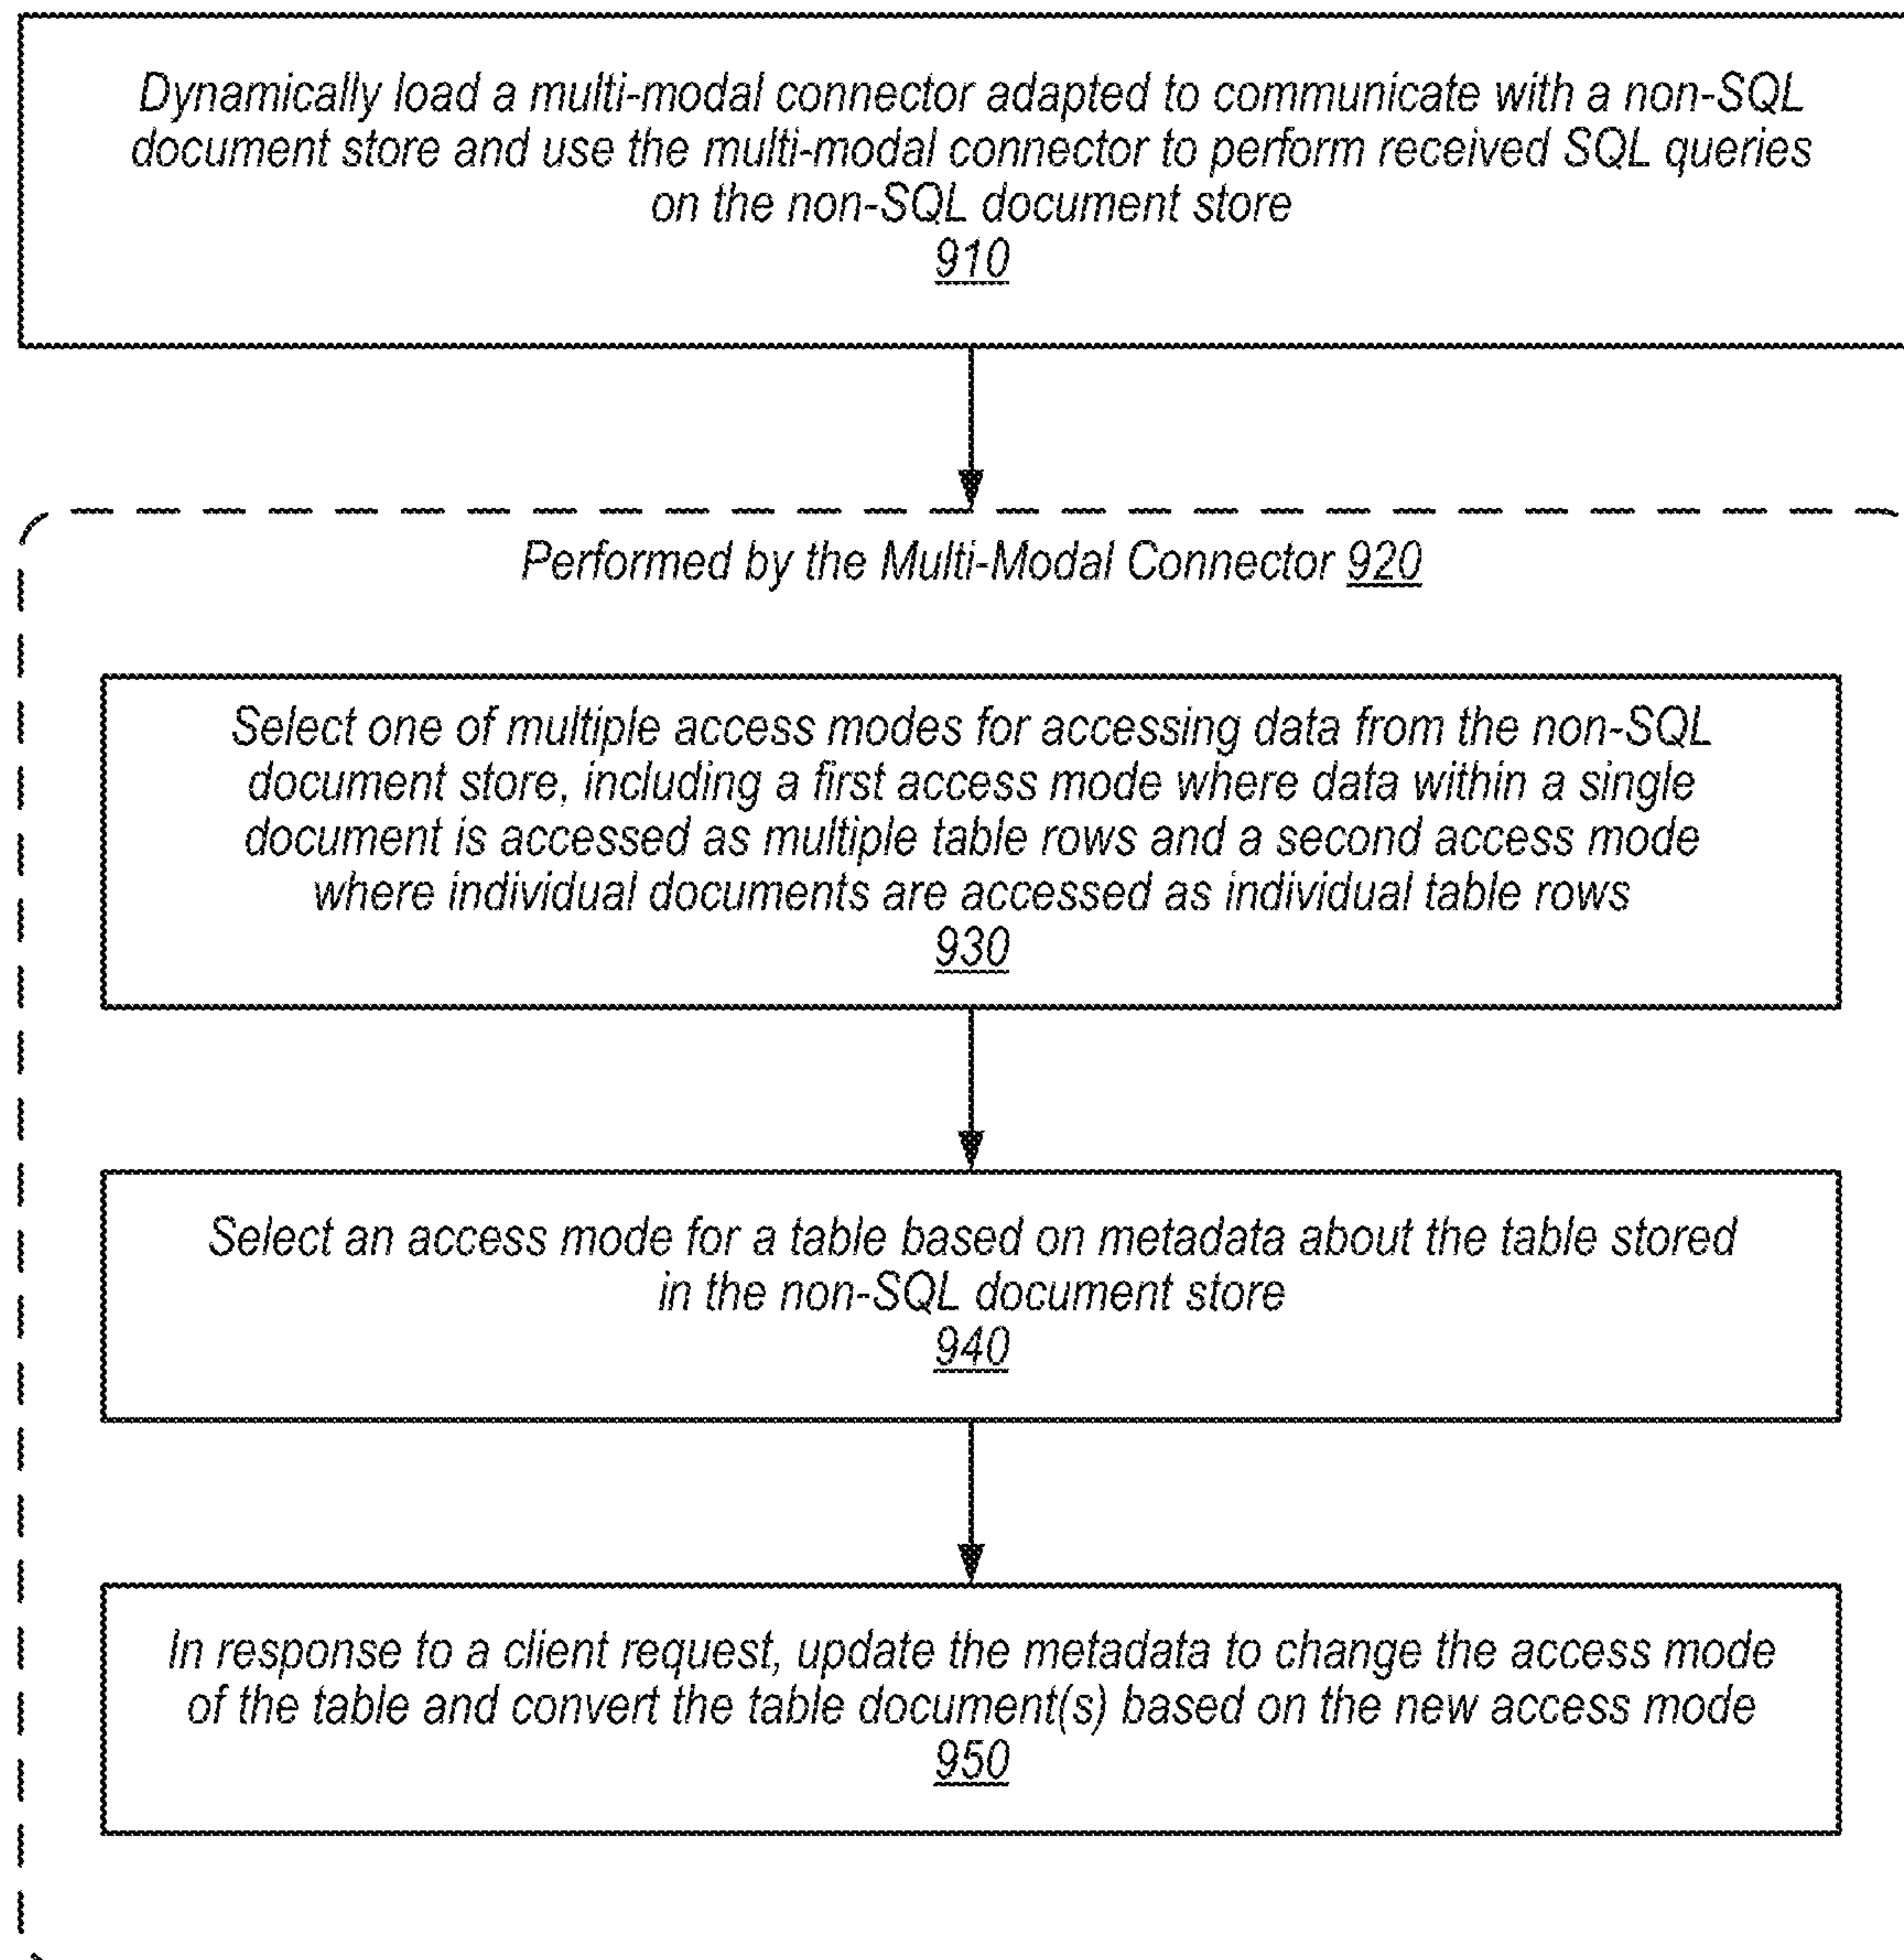 Dynamically load a multi-modal connector adapted to communicate with a non-SQL
document store and use the multi-modal connector to perform received SQL queries
on the non-SQL document store
910
Performed by the Multi-Modal Connector 920
Select one of multiple access modes for accessing data from the non-SQL
document store, including a first access mode where data within a single
document is accessed as multiple table rows and a second access mode
where individual documents are accessed as individual table rows
930
Select an access mode for a table based on metadata about the table stored
in the non-SQL document store
940
In response to a client request, update the metadata to change the access mode
of the table and convert the table document(s) based on the new access mode
950